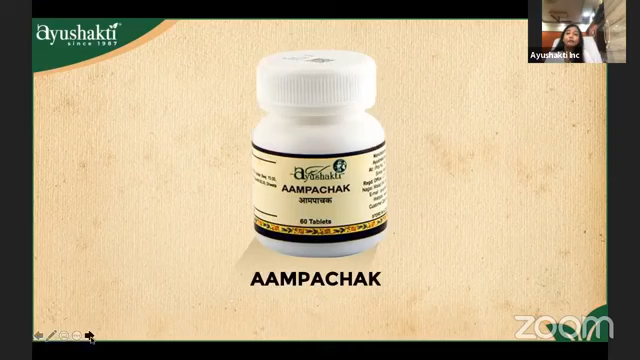 Ayushakti
since 1987
Ayushakti Inc
Ayushakti
AAMPACHAK
आमपाचक
60 Tablets
AAMPACHAK
zoom